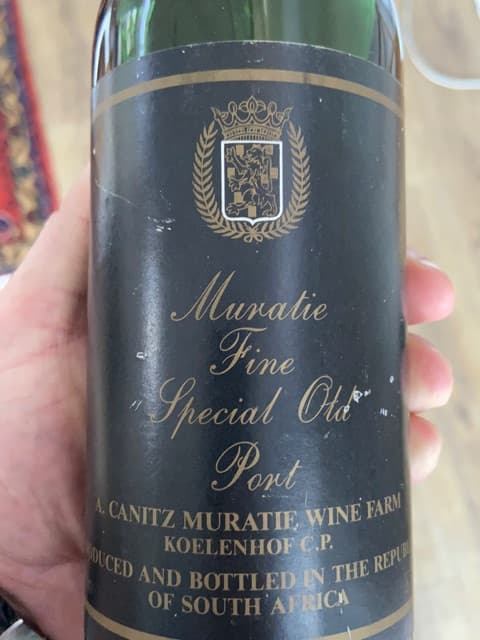 Muratie
Fine
Special Old
Port
A. CANITZ MURATIE WINE FARM
KOELENHOF C.P.
AND BOTTLED IN THE
OF SOUTH AFRICA